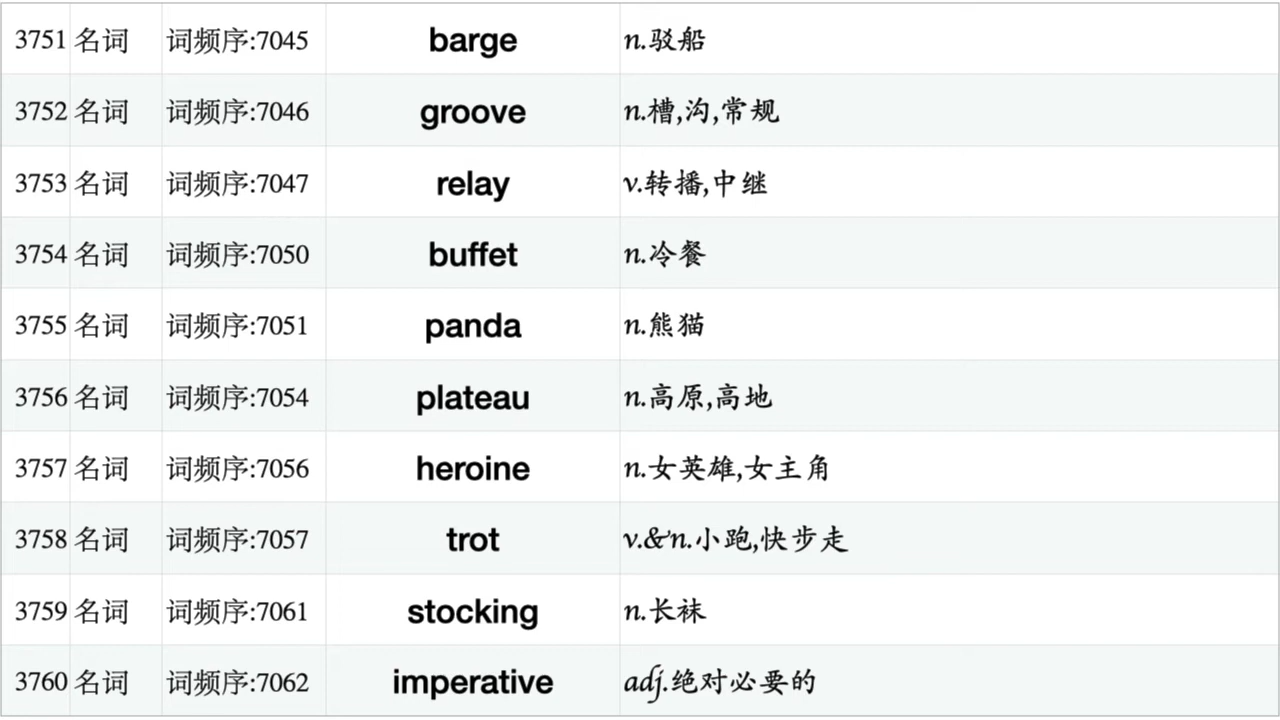 3751 名词 词频序:7045 barge n.驳船
3752 名词 词频序:7046 groove n.槽,沟,常规
3753 名词 词频序:7047 relay v.转播,中继
3754 名词 词频序:7050 buffet n.冷餐
3755 名词 词频序:7051 panda n.熊猫
3756 名词 词频序:7054 plateau n.高原,高地
3757 名词 词频序:7056 heroine n.女英雄,女主角
3758 名词 词频序:7057 trot v.&n.小跑,快步走
3759 名词 词频序:7061 stocking n.长袜
3760 名词 词频序:7062 imperative adj.绝对必要的